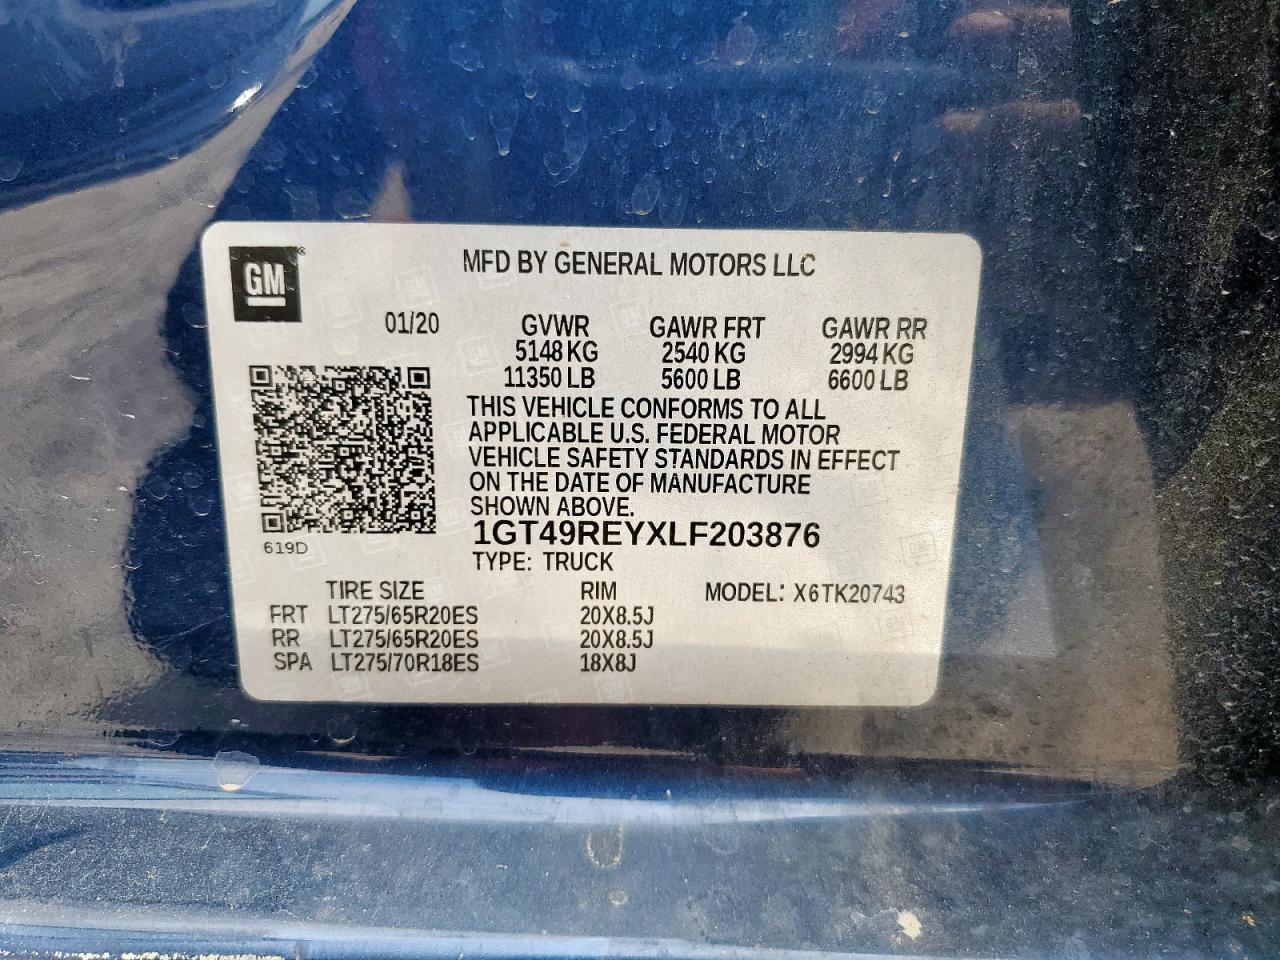 GM®
MFD BY GENERAL MOTORS LLC
01/20 GVWR GAWR FRT GAWR RR
5148 KG 2540 KG 2994 KG
11350 LB 5600 LB 6600 LB
THIS VEHICLE CONFORMS TO ALL
APPLICABLE U.S. FEDERAL MOTOR
VEHICLE SAFETY STANDARDS IN EFFECT
ON THE DATE OF MANUFACTURE
SHOWN ABOVE.
619D
1GT49REYXLF203876
TYPE: TRUCK
TIRE SIZE RIM MODEL: X6TK20743
FRT LT275/65R20ES 20X8.5J
RR LT275/65R20ES 20X8.5J
SPA LT275/70R18ES 18X8J